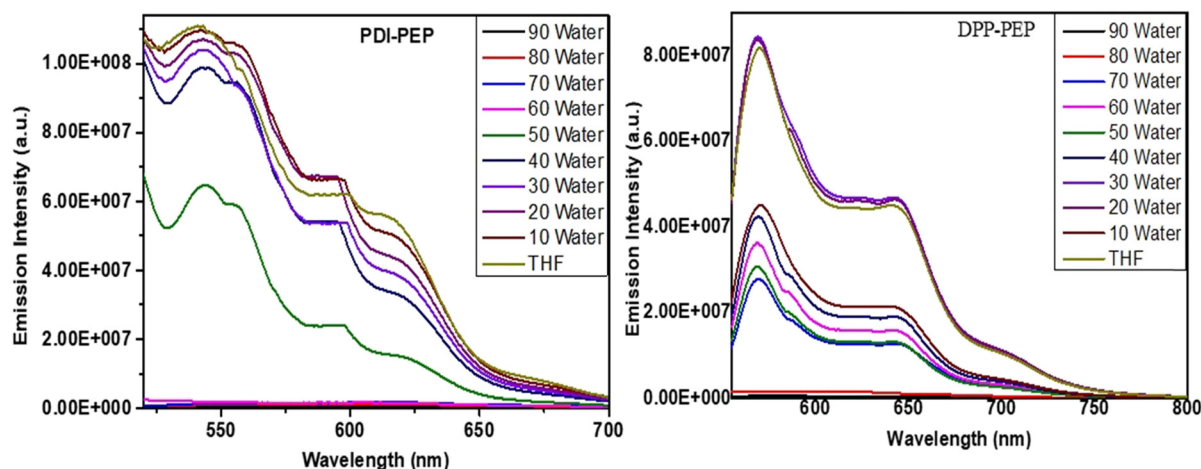 PDI-PEP
90 Water
80 Water
70 Water
60 Water
50 Water
40 Water
30 Water
20 Water
10 Water
THF
1.00E+008
8.00E+007
6.00E+007
4.00E+007
2.00E+007
0.00E+000
Emission Intensity (a.u.)
550
600
650
700
Wavelength (nm)
DPP-PEP
90 Water
80 Water
70 Water
60 Water
50 Water
40 Water
30 Water
20 Water
10 Water
THF
8.00E+007
6.00E+007
4.00E+007
2.00E+007
0.00E+000
Emission Intensity (a.u.)
600
650
700
750
800
Wavelength (nm)